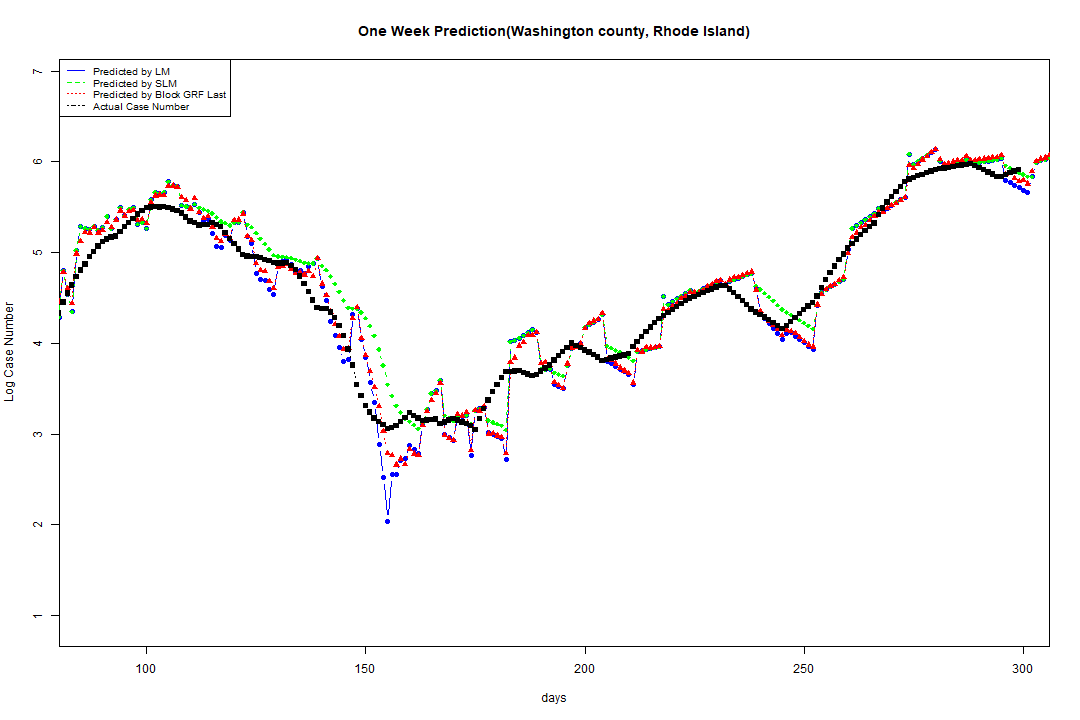 One Week Prediction(Washington county, Rhode Island)
Predicted by LM
Predicted by SLM
Predicted by Block GRF Last
Actual Case Number
7
6
5
4
3
2
1
Log Case Number
100 150 200 250 300
days